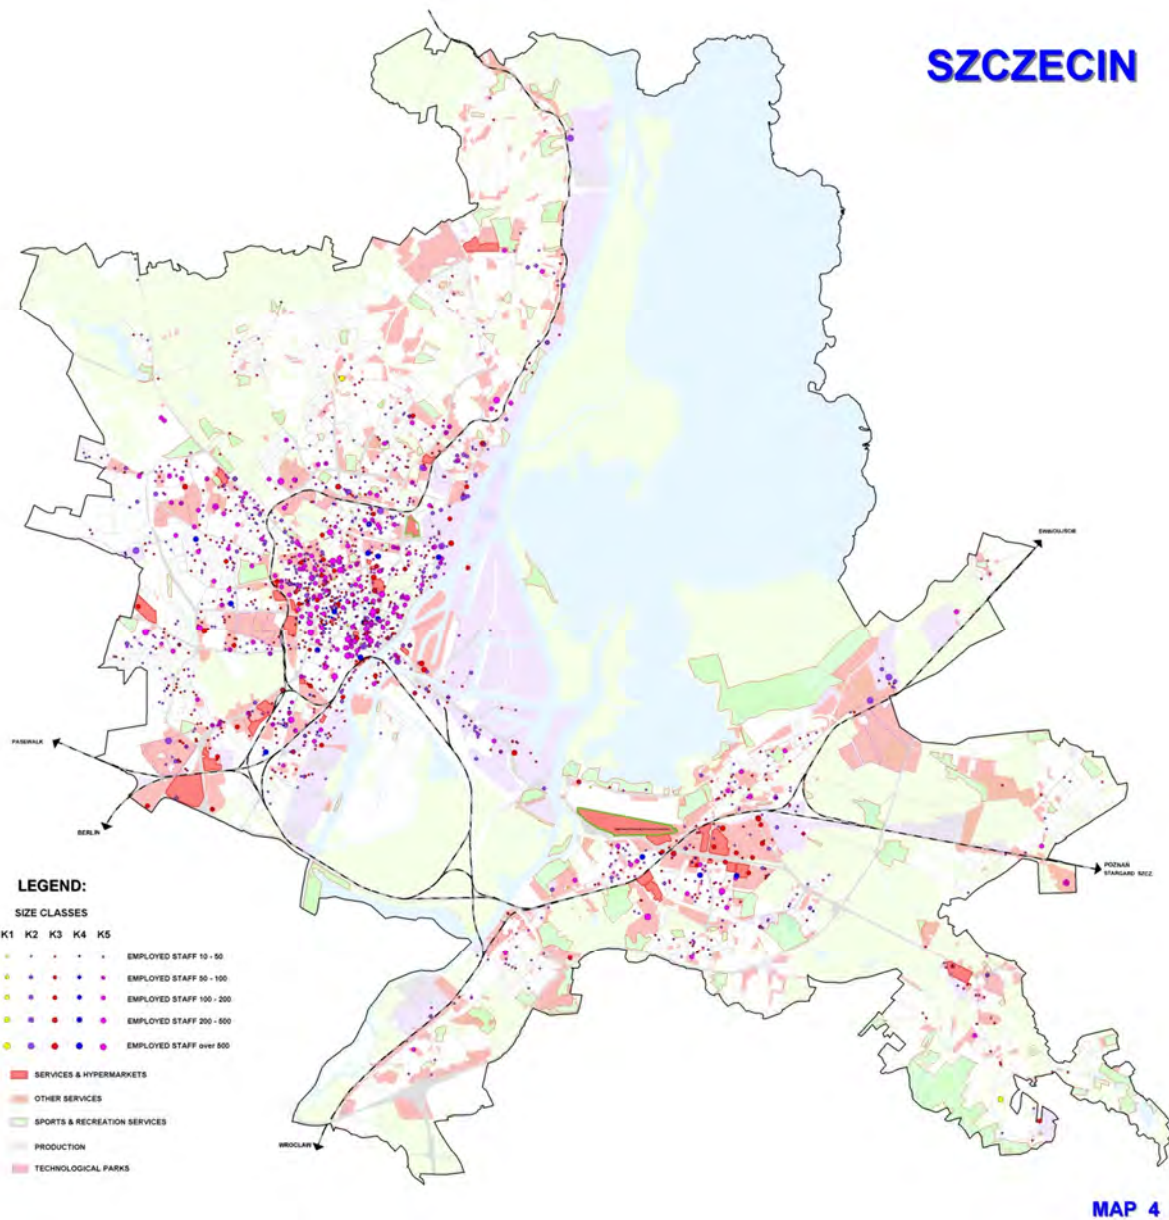 SZCZECIN
ŚWINOUJŚCIE
PASEWALK
BERLIN
POZNAŃ
STARGARD SZCZ.
WROCŁAW
LEGEND:
SIZE CLASSES
K1 K2 K3 K4 K5
EMPLOYED STAFF 10 - 50
EMPLOYED STAFF 50 - 100
EMPLOYED STAFF 100 - 200
EMPLOYED STAFF 200 - 500
EMPLOYED STAFF over 500
SERVICES & HYPERMARKETS
OTHER SERVICES
SPORTS & RECREATION SERVICES
PRODUCTION
TECHNOLOGICAL PARKS
MAP 4